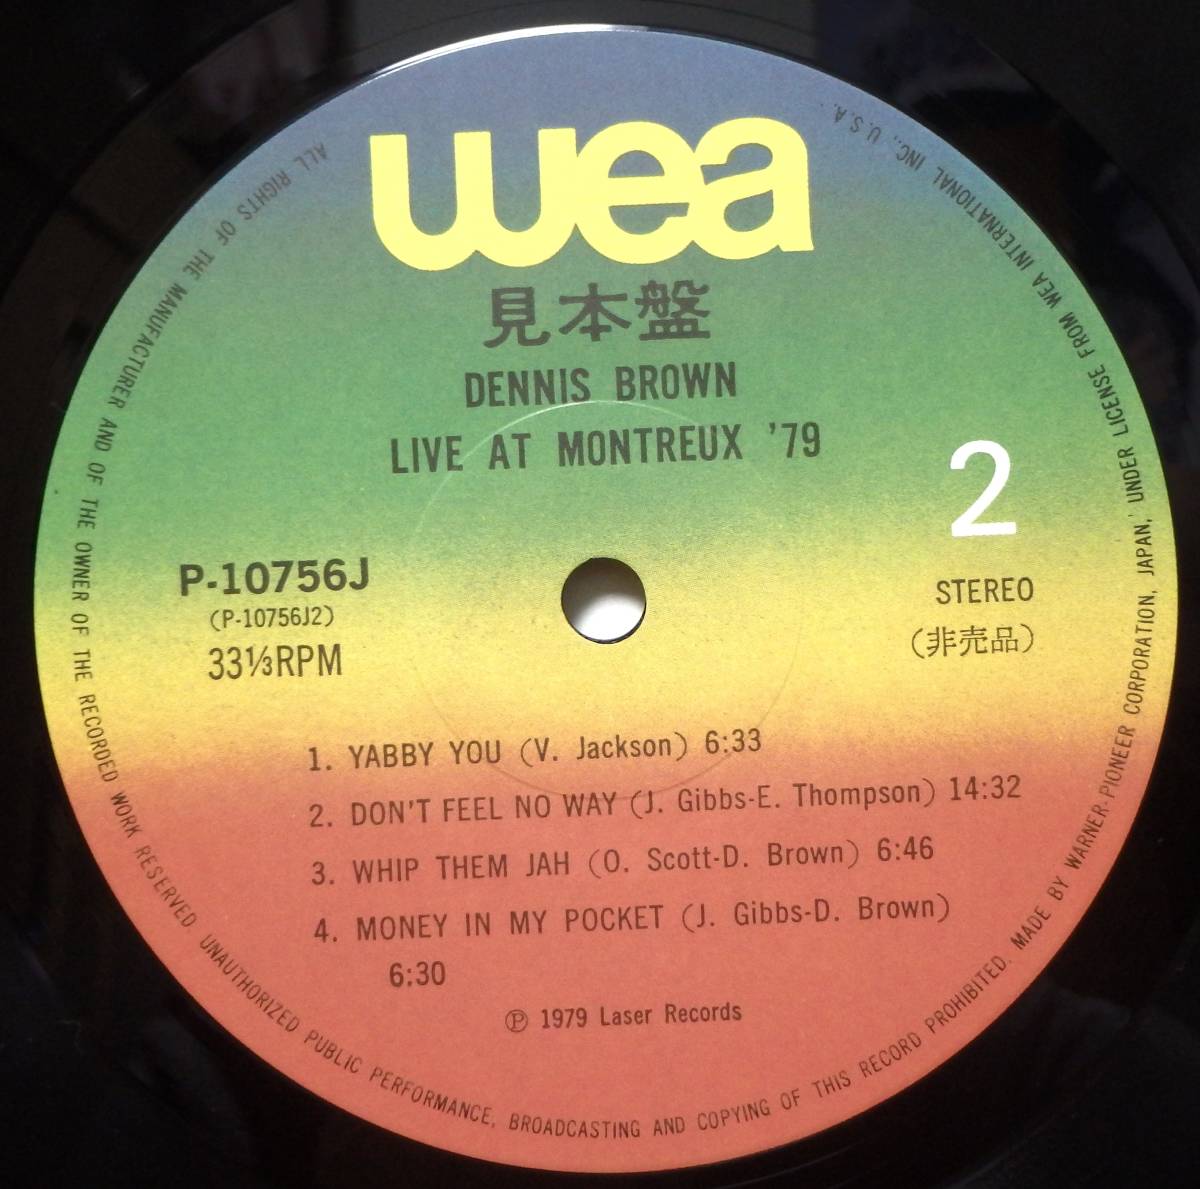 wea
見本盤
DENNIS BROWN
LIVE AT MONTREUX '79
2
P-10756J
(P-10756J2)
33⅓RPM
STEREO
(非売品)
1. YABBY YOU (V. Jackson) 6:33
2. DON'T FEEL NO WAY (J. Gibbs-E. Thompson) 14:32
3. WHIP THEM JAH (O. Scott-D. Brown) 6:46
4. MONEY IN MY POCKET (J. Gibbs-D. Brown)
6:30
℗ 1979 Laser Records
ALL RIGHTS OF THE MANUFACTURER AND OF THE OWNER OF THE RECORDED WORK RESERVED UNAUTHORIZED PUBLIC PERFORMANCE, BROADCASTING AND COPYING OF THIS RECORD PROHIBITED. MADE BY WARNER-PIONEER CORPORATION, JAPAN, UNDER LICENSE FROM WEA INTERNATIONAL INC., U.S.A.